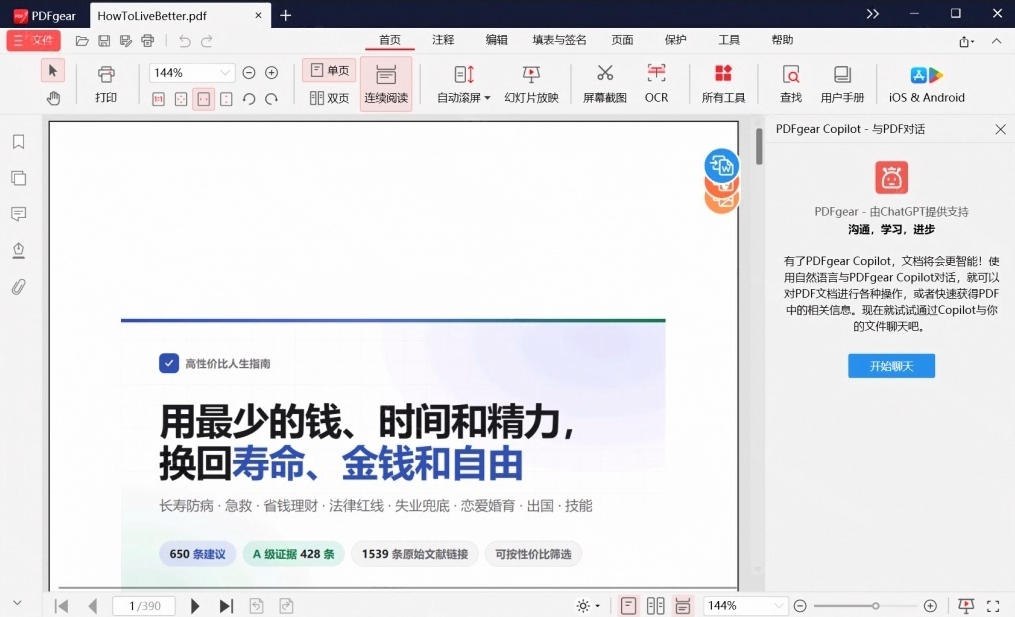 PDFgear
HowToLiveBetter.pdf
文件
首页 注释 编辑 填表与签名 页面 保护 工具 帮助
打印
144%
单页
双页
连续阅读
自动滚屏
幻灯片放映
屏幕截图
OCR
所有工具
查找
用户手册
iOS & Android
PDFgear Copilot - 与PDF对话
PDFgear - 由ChatGPT提供支持
沟通，学习，进步
有了PDFgear Copilot，文档将会更智能！使
用自然语言与PDFgear Copilot对话，就可以
对PDF文档进行各种操作，或者快速获得PDF
中的相关信息。现在就试试通过Copilot与你
的文件聊天吧。
开始聊天
高性价比人生指南
用最少的钱、时间和精力，
换回寿命、金钱和自由
长寿防病 · 急救 · 省钱理财 · 法律红线 · 失业兜底 · 恋爱婚育 · 出国 · 技能
650 条建议 A 级证据 428 条 1539 条原始文献链接 可按性价比筛选
1/390
144%